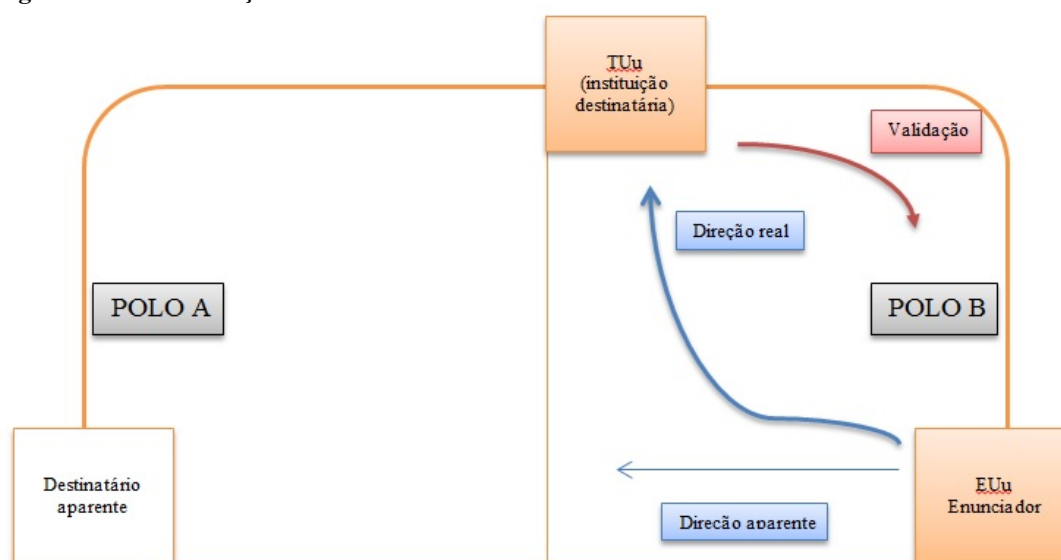 TUu
(instituição
destinatária)
Validação
Direção real
POLO A
POLO B
Destinatário
aparente
EUu
Enunciador
Direção aparente